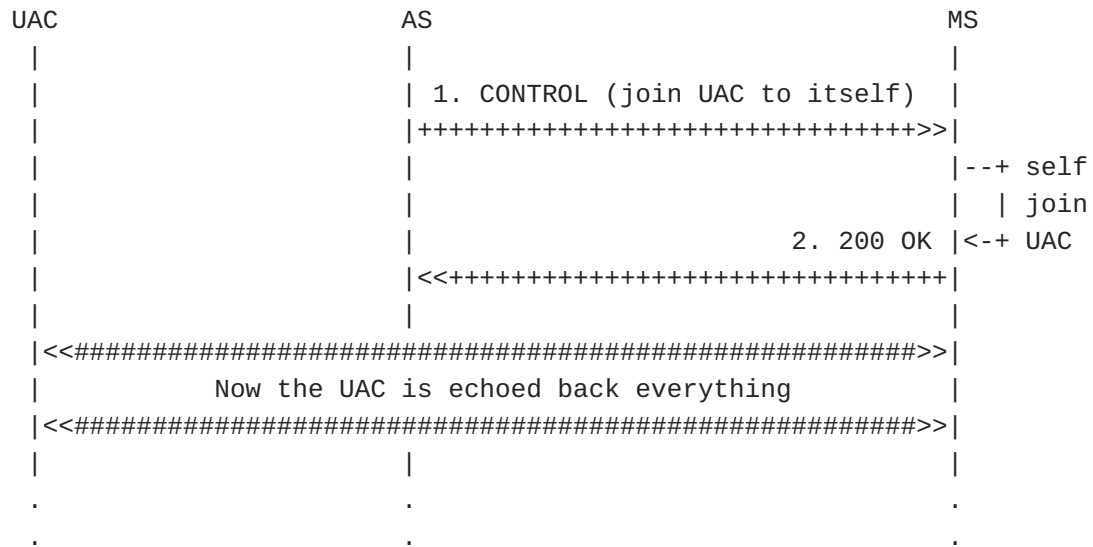 UAC                    AS                                 MS
 |                       |                                  |
 |                       | 1. CONTROL (join UAC to itself)  |
 |                       |++++++++++++++++++++++++++++++++>>|
 |                       |                                  |--+ self
 |                       |                                  |  | join
 |                       |                        2. 200 OK |<-+ UAC
 |                       |<<++++++++++++++++++++++++++++++++|
 |                       |                                  |
 |<<######################################################>>|
 |           Now the UAC is echoed back everything          |
 |<<######################################################>>|
 |                       |                                  |
 .                       .                                  .
 .                       .                                  .